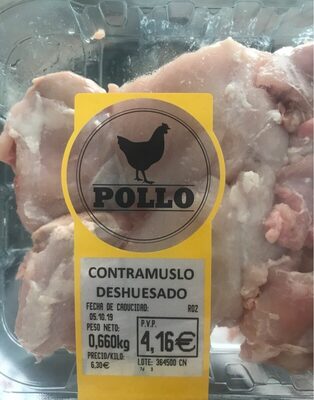 POLLO
CONTRAMUSLO
DESHUESADO
FECHA DE CADUCIDAD: R02
05.10.19
PESO NETO: P.V.P.
0,660kg 4,16€
PRECIO/KILO:
6,30€ LOTE: 364500 CN